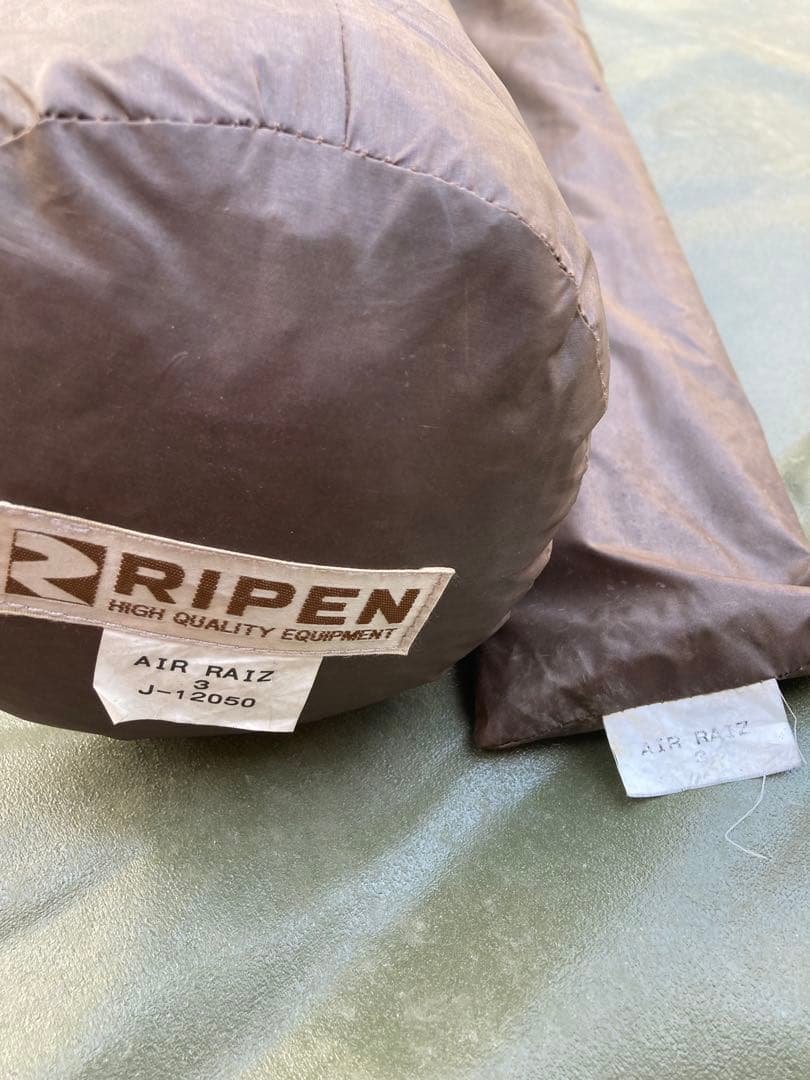 RIPEN
HIGH QUALITY EQUIPMENT
AIR RAIZ
3
J-12050
AIR RAIZ
3